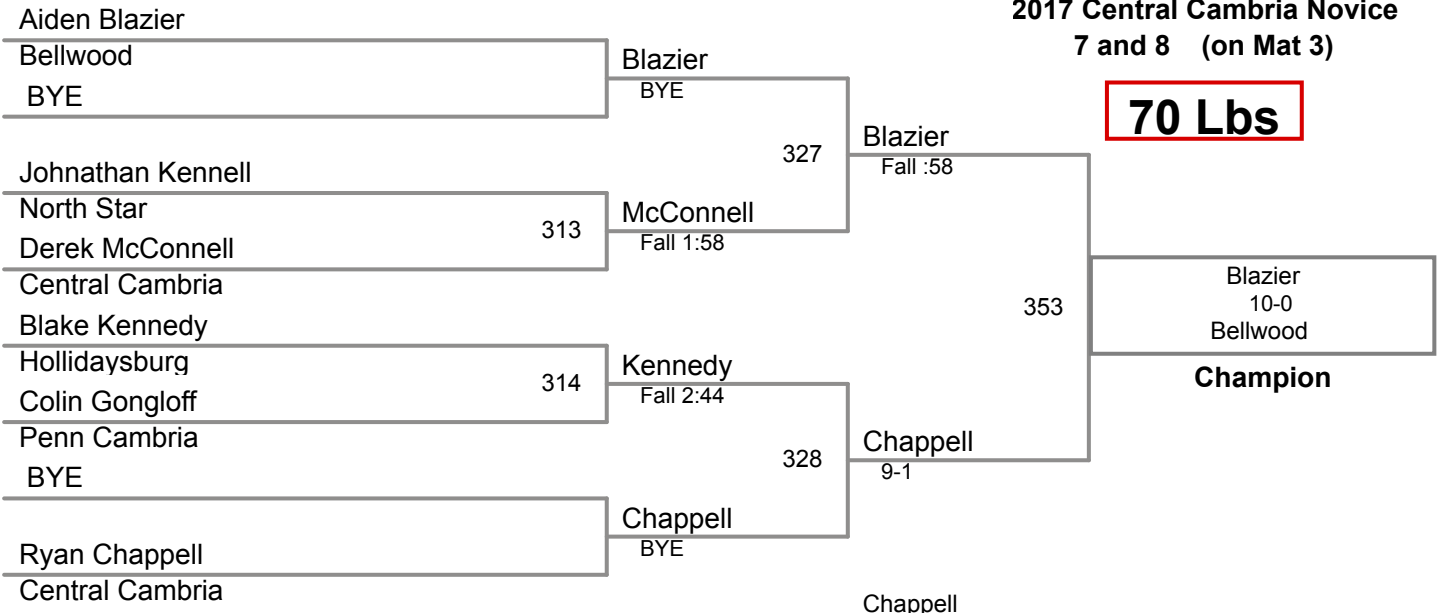 2017 Central Cambria Novice
7 and 8 (on Mat 3)
70 Lbs
Aiden Blazier
Bellwood
BYE
Johnathan Kennell
North Star
Derek McConnell
Central Cambria
Blake Kennedy
Hollidaysburg
Colin Gongloff
Penn Cambria
BYE
Ryan Chappell
Central Cambria
313
314
Blazier
BYE
McConnell
Fall 1:58
Kennedy
Fall 2:44
Chappell
BYE
327
328
Blazier
Fall :58
Chappell
9-1
353
Blazier
10-0
Bellwood
Champion
Chappell